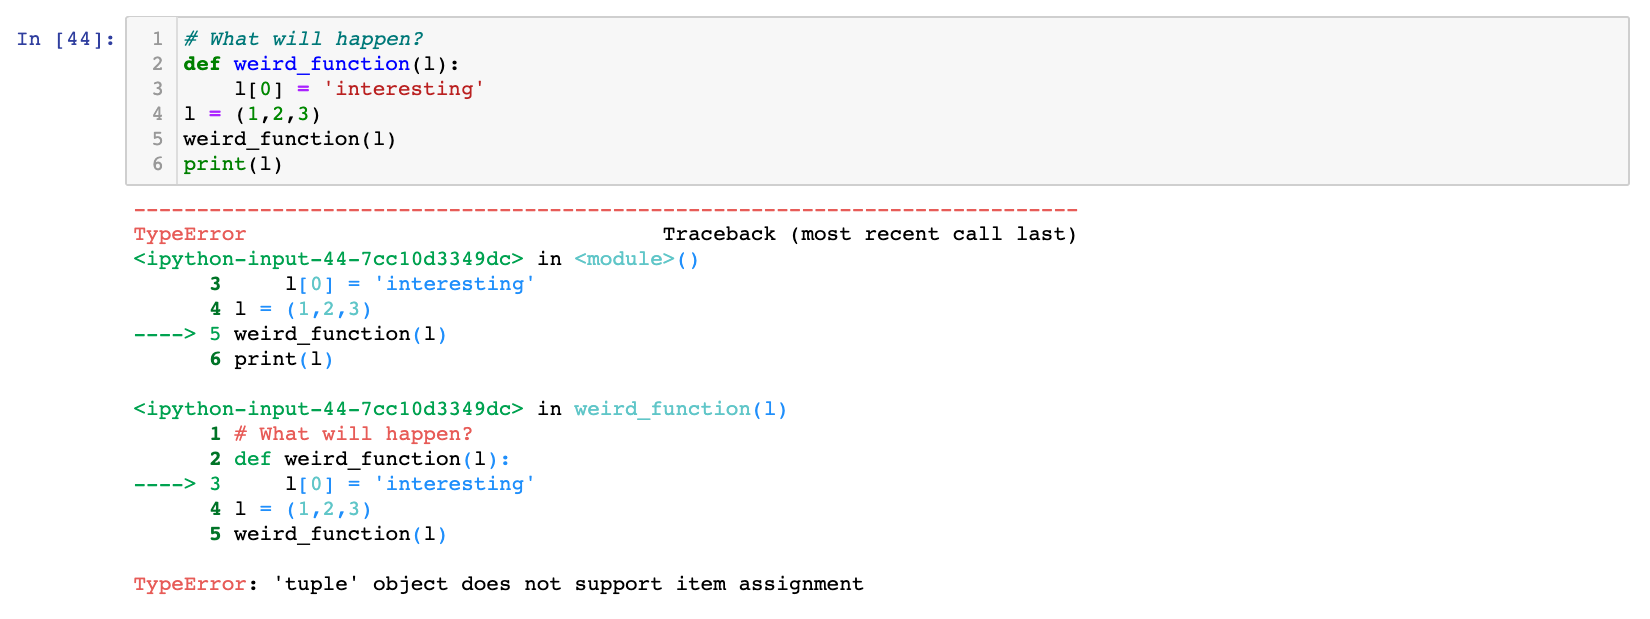 In [44]:
1 # What will happen?
2 def weird_function(l):
3     l[0] = 'interesting'
4 l = (1,2,3)
5 weird_function(l)
6 print(l)
---------------------------------------------------------------------------
TypeError                                 Traceback (most recent call last)
<ipython-input-44-7cc10d3349dc> in <module>()
      3     l[0] = 'interesting'
      4 l = (1,2,3)
----> 5 weird_function(l)
      6 print(l)
<ipython-input-44-7cc10d3349dc> in weird_function(l)
      1 # What will happen?
      2 def weird_function(l):
----> 3     l[0] = 'interesting'
      4 l = (1,2,3)
      5 weird_function(l)
TypeError: 'tuple' object does not support item assignment